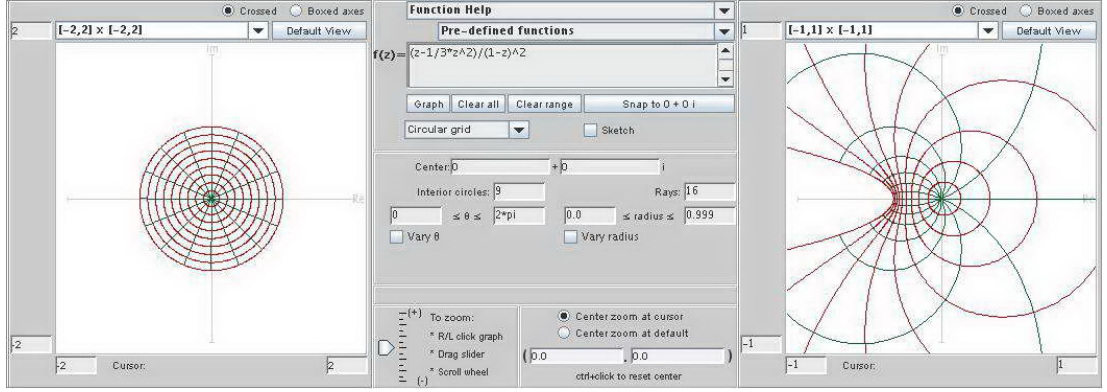 Crossed Boxed axes
2 [-2,2] x [-2,2] Default View
Im
Re
-2
-2 Cursor: 2
Function Help
Pre-defined functions
f(z)= (z-1/3*z^2)/(1-z)^2
Graph Clear all Clear range Snap to 0 + 0 i
Circular grid Sketch
Center: 0 + 0 i
Interior circles: 9 Rays: 16
0 ≤ θ ≤ 2*pi 0.0 ≤ radius ≤ 0.999
Vary θ Vary radius
(+) To zoom:
* R/L click graph
* Drag slider
* Scroll wheel
(-)
Center zoom at cursor
Center zoom at default
( 0.0 , 0.0 )
ctrl+click to reset center
Crossed Boxed axes
1 [-1,1] x [-1,1] Default View
Im
Re
-1
-1 Cursor: 1